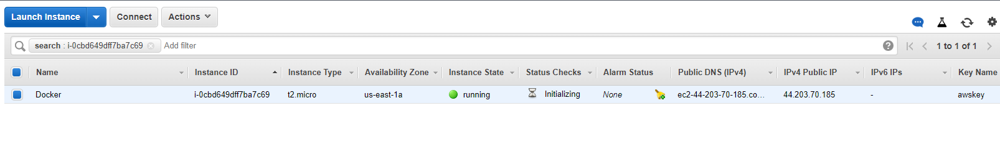 Launch Instance Connect Actions
search : i-0cbd649dff7ba7c69 Add filter 1 to 1 of 1
Name Instance ID Instance Type Availability Zone Instance State Status Checks Alarm Status Public DNS (IPv4) IPv4 Public IP IPv6 IPs Key Name
Docker i-0cbd649dff7ba7c69 t2.micro us-east-1a running Initializing None ec2-44-203-70-185.co... 44.203.70.185 - awskey